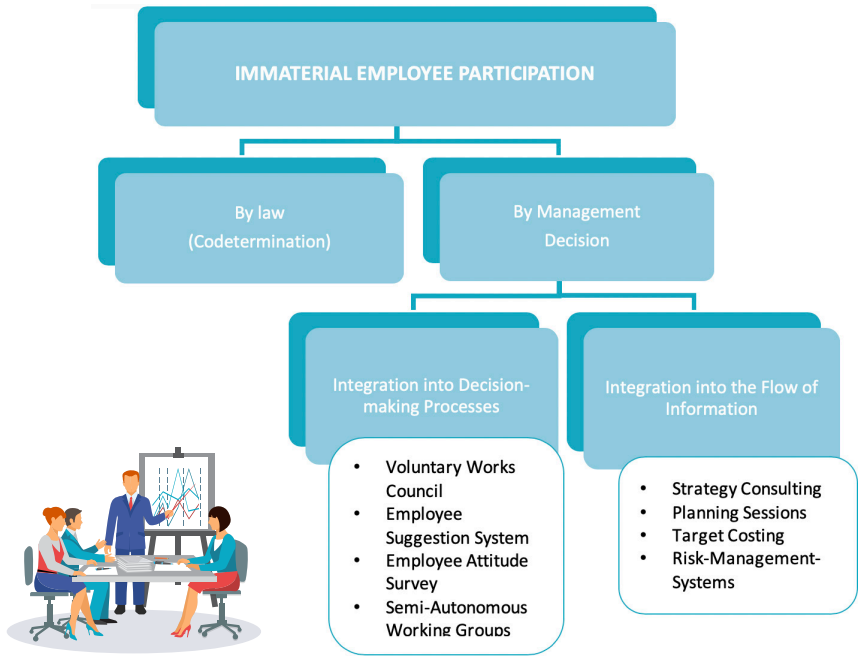 IMMATERIAL EMPLOYEE PARTICIPATION
By law
(Codetermination)
By Management
Decision
Integration into Decision-
making Processes
• Voluntary Works
Council
• Employee
Suggestion System
• Employee Attitude
Survey
• Semi-Autonomous
Working Groups
Integration into the Flow of
Information
• Strategy Consulting
• Planning Sessions
• Target Costing
• Risk-Management-
Systems